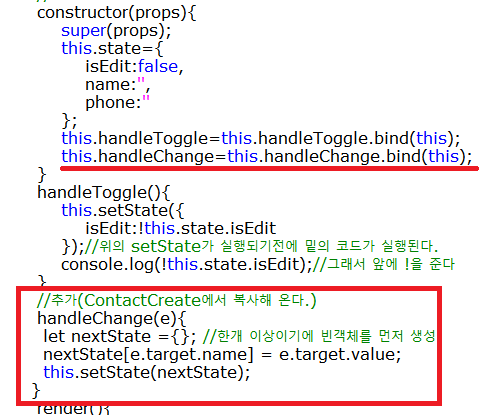 constructor(props){
super(props);
this.state={
isEdit:false,
name:'',
phone:''
};
this.handleToggle=this.handleToggle.bind(this);
this.handleChange=this.handleChange.bind(this);
}
handleToggle(){
this.setState({
isEdit:!this.state.isEdit
});//위의 setState가 실행되기전에 밑의 코드가 실행된다.
console.log(!this.state.isEdit);//그래서 앞에 !을 준다
}
//추가(ContactCreate에서 복사해 온다.)
handleChange(e){
let nextState ={}; //한개 이상이기에 빈객체를 먼저 생성
nextState[e.target.name] = e.target.value;
this.setState(nextState);
}
render(){